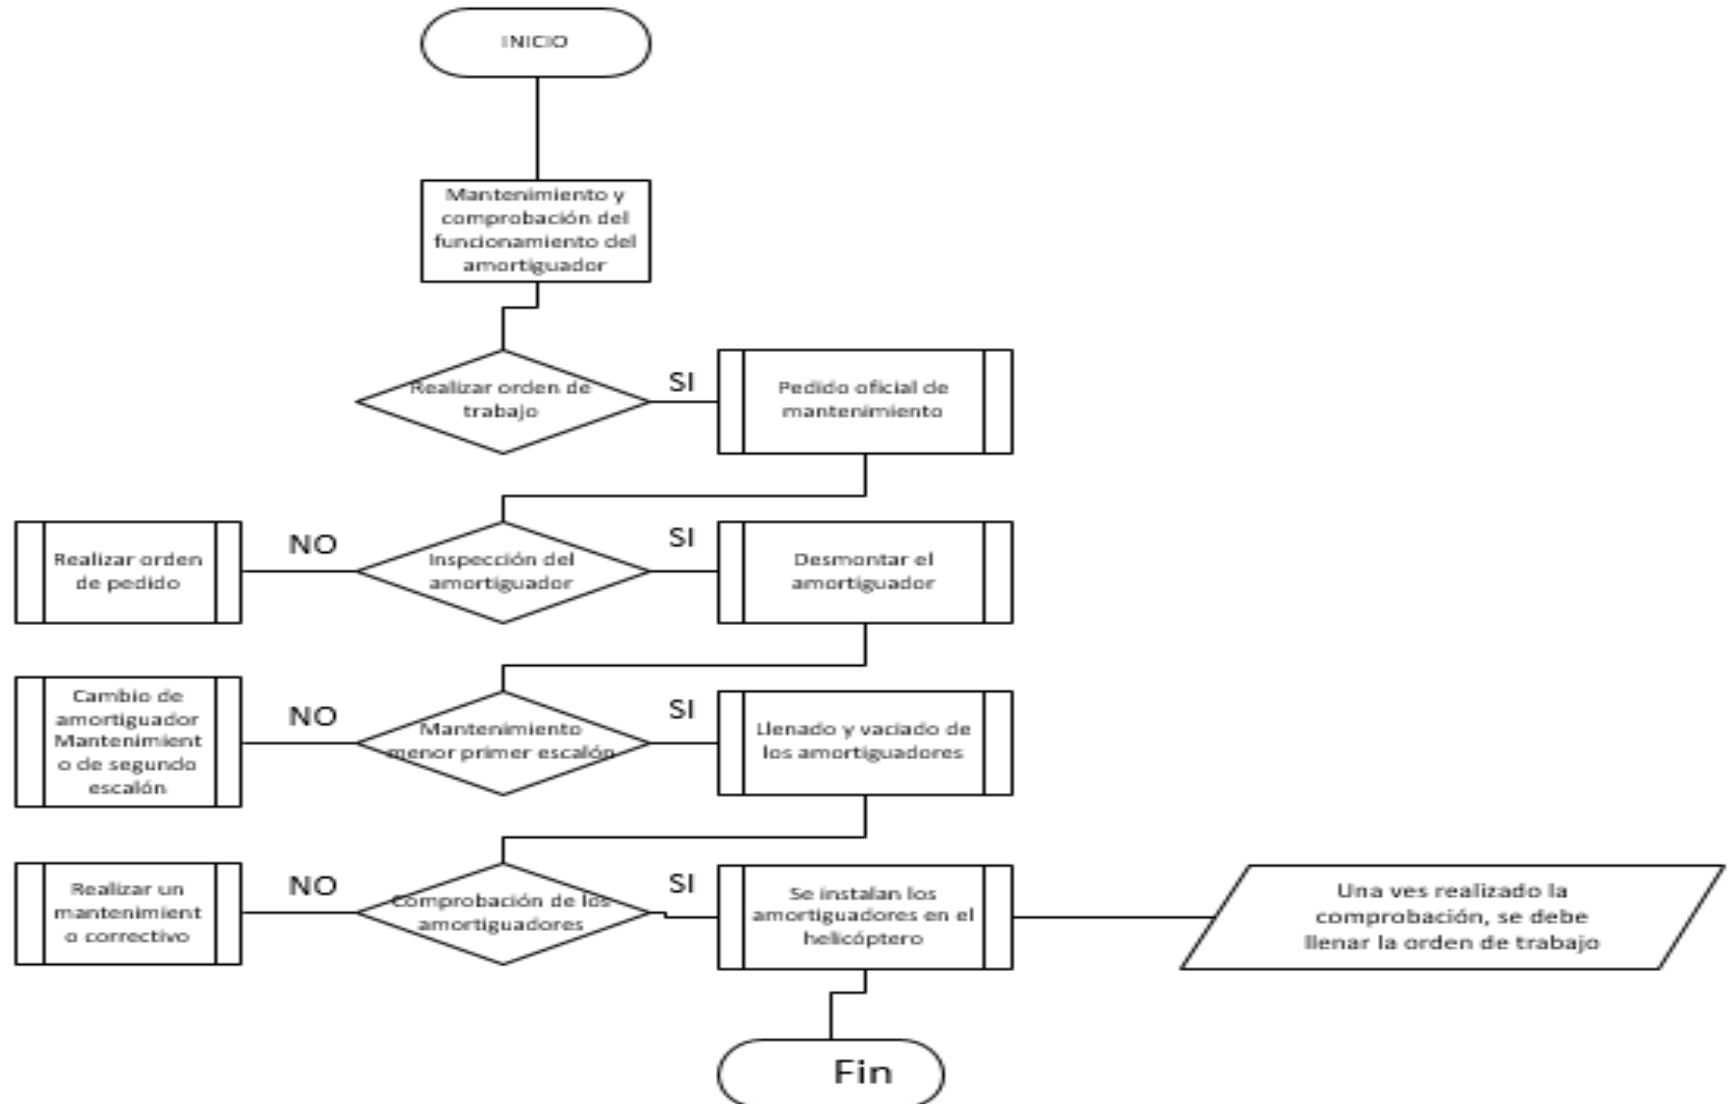 INICIO
Mantenimiento y
comprobación del
funcionamiento del
amortiguador
Realizar orden de
trabajo
SI
Pedido oficial de
mantenimiento
Realizar orden
de pedido
NO
Inspección del
amortiguador
SI
Desmontar el
amortiguador
Cambio de
amortiguador
Mantenimient
o de segundo
escalón
NO
Mantenimiento
menor primer escalón
SI
Llenado y vaciado de
los amortiguadores
Realizar un
mantenimient
o correctivo
NO
Comprobación de los
amortiguadores
SI
Se instalan los
amortiguadores en el
helicóptero
Una ves realizado la
comprobación, se debe
llenar la orden de trabajo
Fin